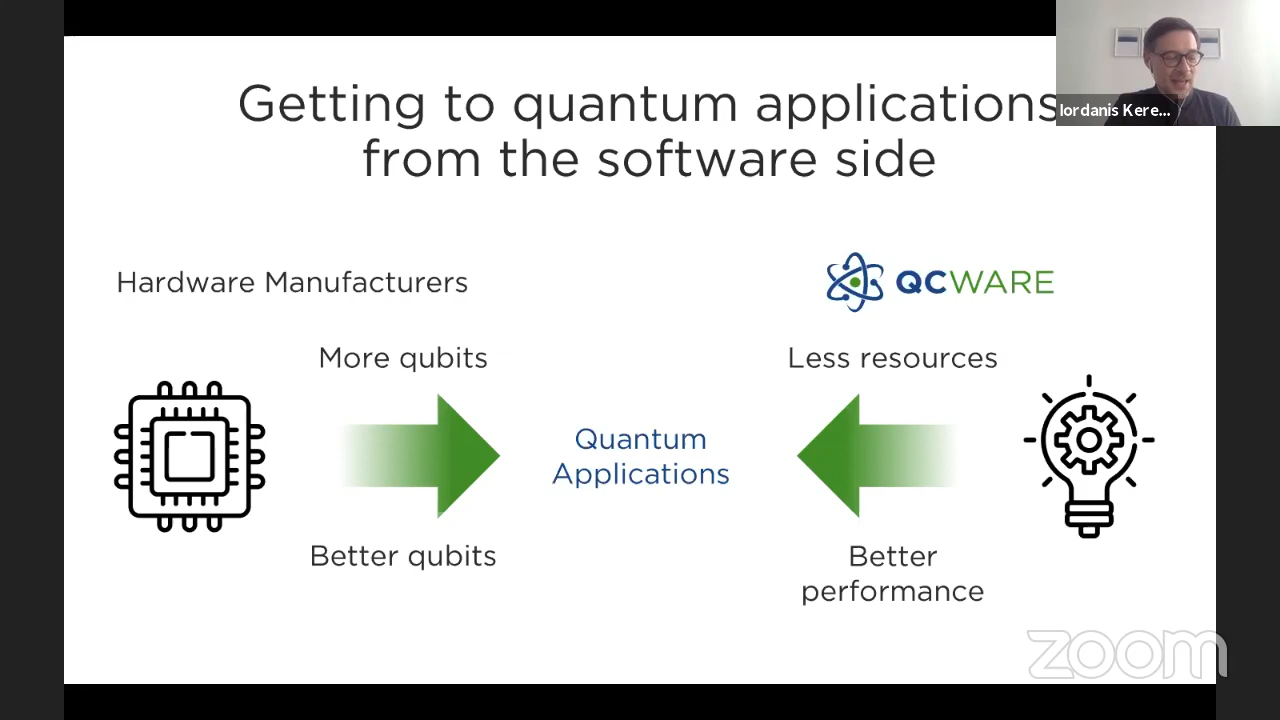 Getting to quantum applications
from the software side
Iordanis Kere...
Hardware Manufacturers
QCWARE
More qubits
Less resources
Quantum
Applications
Better qubits
Better
performance
zoom